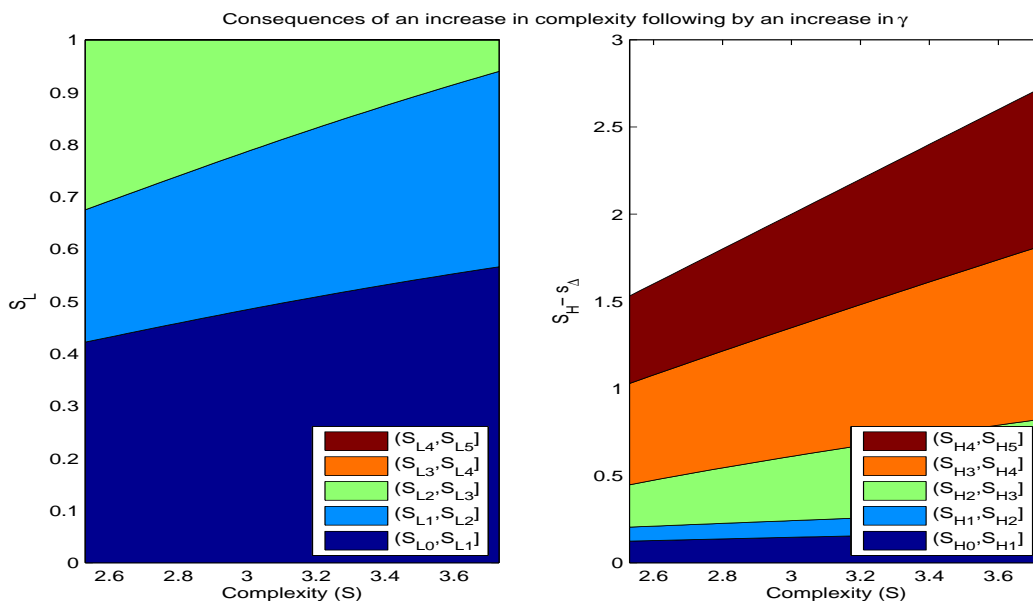 Consequences of an increase in complexity following by an increase in γ
1
0.9
0.8
0.7
0.6
0.5
0.4
0.3
0.2
0.1
0
S_L
2.6 2.8 3 3.2 3.4 3.6
Complexity (S)
(S_L4,S_L5]
(S_L3,S_L4]
(S_L2,S_L3]
(S_L1,S_L2]
(S_L0,S_L1]
3
2.5
2
1.5
1
0.5
0
S_H − s_Δ
2.6 2.8 3 3.2 3.4 3.6
Complexity (S)
(S_H4,S_H5]
(S_H3,S_H4]
(S_H2,S_H3]
(S_H1,S_H2]
(S_H0,S_H1]